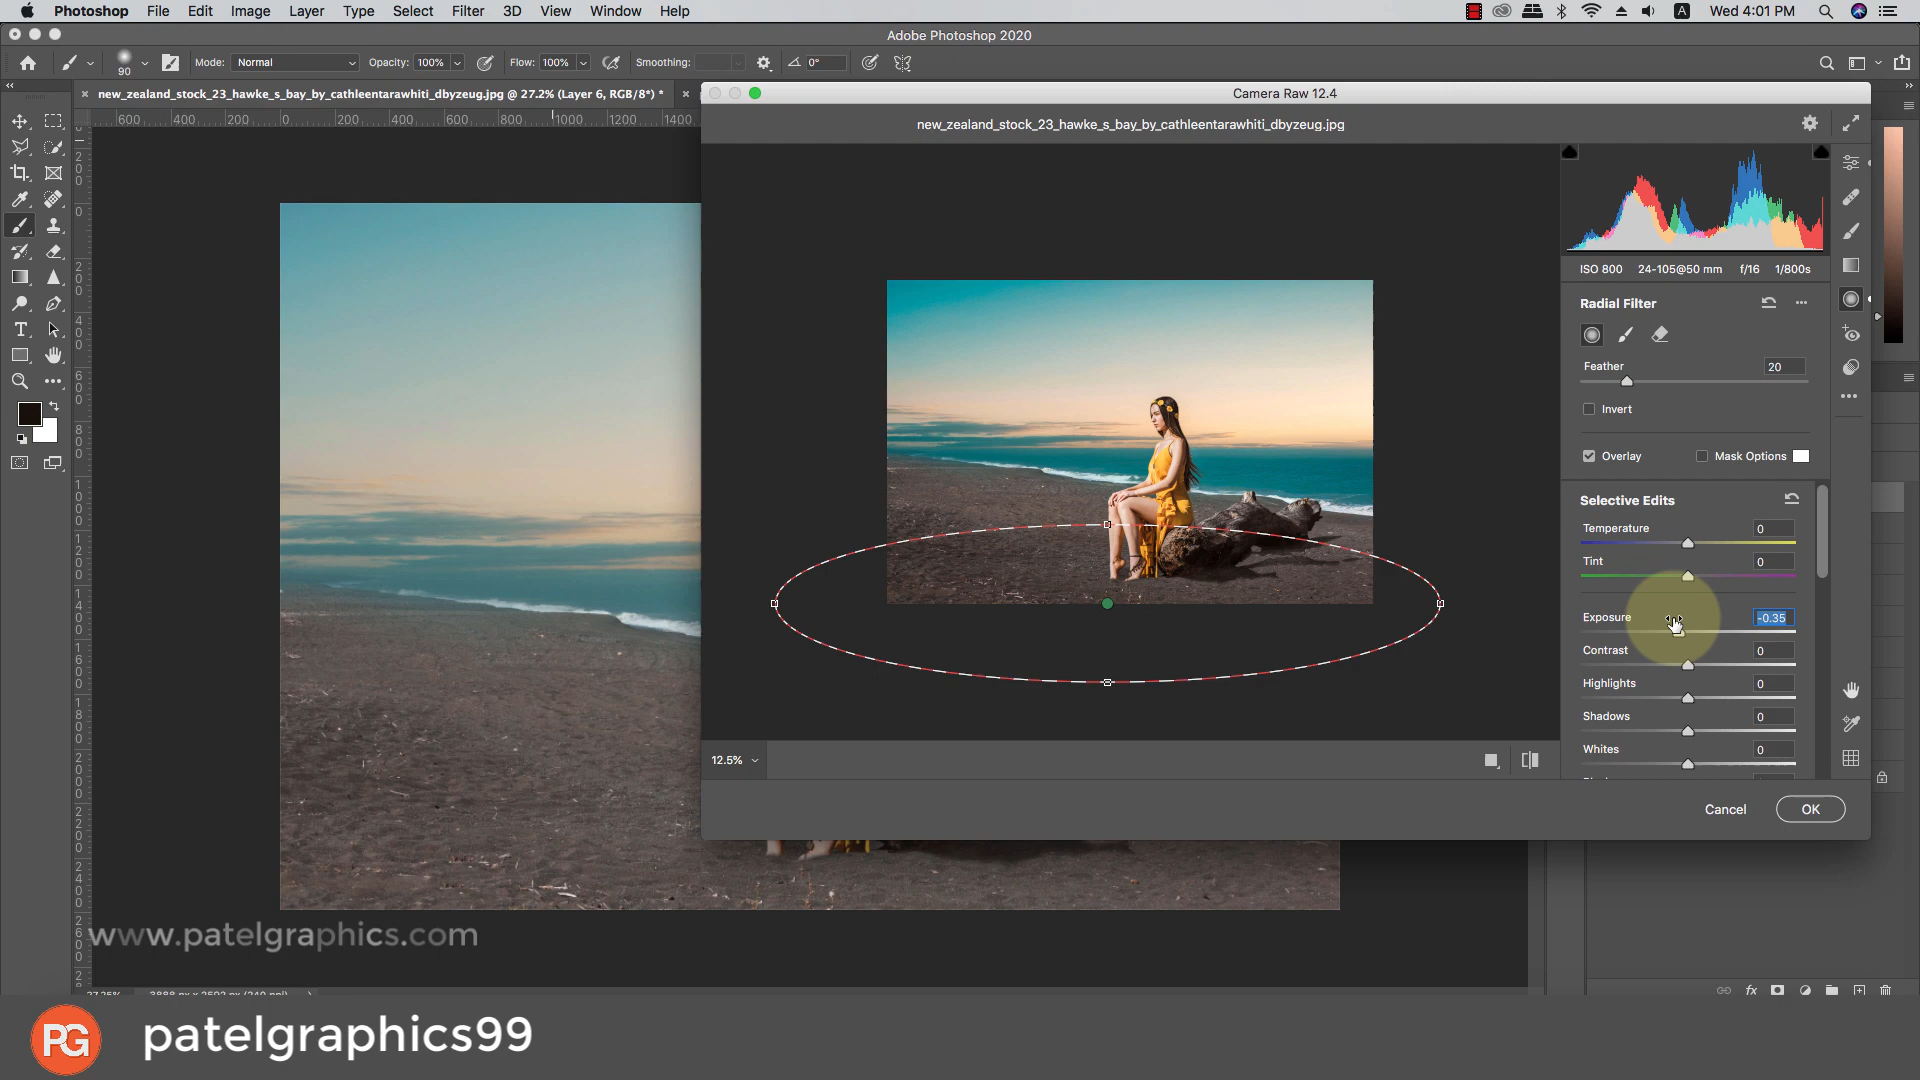 Photoshop File Edit Image Layer Type Select Filter 3D View Window Help
A Wed 4:01 PM
Adobe Photoshop 2020
90 Mode: Normal Opacity: 100% Flow: 100% Smoothing: 0°
new_zealand_stock_23_hawke_s_bay_by_cathleentarawhiti_dbyzeug.jpg @ 27.2% (Layer 6, RGB/8*) *
Camera Raw 12.4
600 400 200 0 200 400 600 800 1000 1200 1400
new_zealand_stock_23_hawke_s_bay_by_cathleentarawhiti_dbyzeug.jpg
ISO 800 24-105@50 mm f/16 1/800s
Radial Filter
Feather 20
Invert
Overlay Mask Options
Selective Edits
Temperature 0
Tint 0
Exposure -0.35
Contrast 0
Highlights 0
Shadows 0
Whites 0
12.5%
Cancel OK
www.patelgraphics.com
PG patelgraphics99